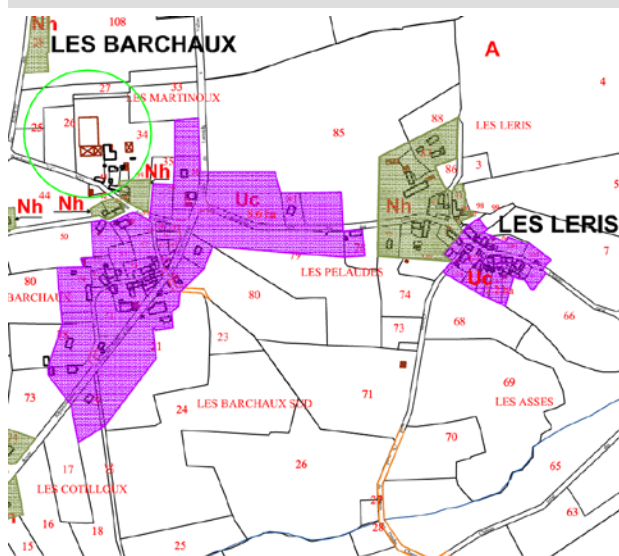 Nh
108
LES BARCHAUX
A
4
27
33
LES MARTINOUX
25
26
34
85
88
LES LERIS
86
3
35
5
44
Nh
Nh
Nh
Uc
Nh
LES LERIS
50
79
7
80
BARCHAUX
LES PELAUDES
80
74
Uc
66
73
68
23
21
73
71
69
24
LES BARCHAUX SUD
LES ASSES
70
26
17
65
LES COTILLOUX
27
63
16
18
28
15
25